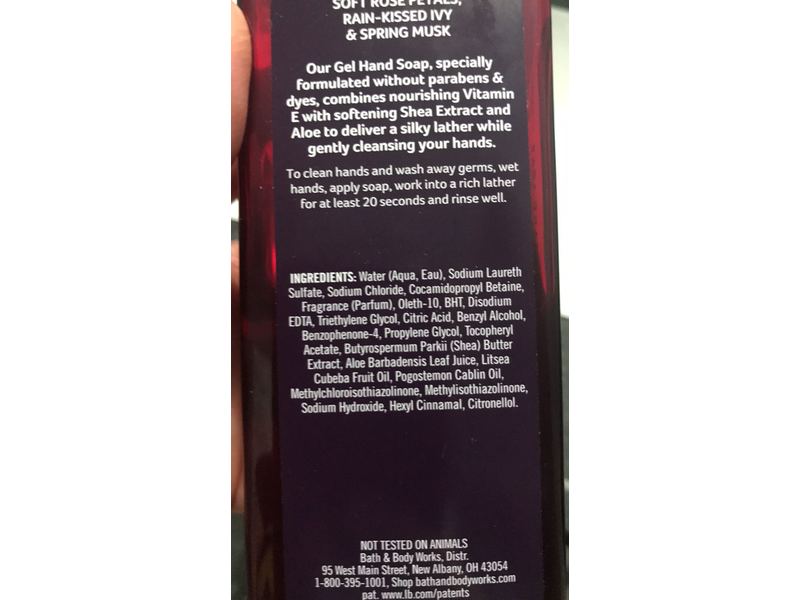 SOFT ROSE PETALS,
RAIN-KISSED IVY
& SPRING MUSK
Our Gel Hand Soap, specially
formulated without parabens &
dyes, combines nourishing Vitamin
E with softening Shea Extract and
Aloe to deliver a silky lather while
gently cleansing your hands.
To clean hands and wash away germs, wet
hands, apply soap, work into a rich lather
for at least 20 seconds and rinse well.
INGREDIENTS: Water (Aqua, Eau), Sodium Laureth
Sulfate, Sodium Chloride, Cocamidopropyl Betaine,
Fragrance (Parfum), Oleth-10, BHT, Disodium
EDTA, Triethylene Glycol, Citric Acid, Benzyl Alcohol,
Benzophenone-4, Propylene Glycol, Tocopheryl
Acetate, Butyrospermum Parkii (Shea) Butter
Extract, Aloe Barbadensis Leaf Juice, Litsea
Cubeba Fruit Oil, Pogostemon Cablin Oil,
Methylchloroisothiazolinone, Methylisothiazolinone,
Sodium Hydroxide, Hexyl Cinnamal, Citronellol.
NOT TESTED ON ANIMALS
Bath & Body Works, Distr.
95 West Main Street, New Albany, OH 43054
1-800-395-1001, Shop bathandbodyworks.com
pat. www.lb.com/patents